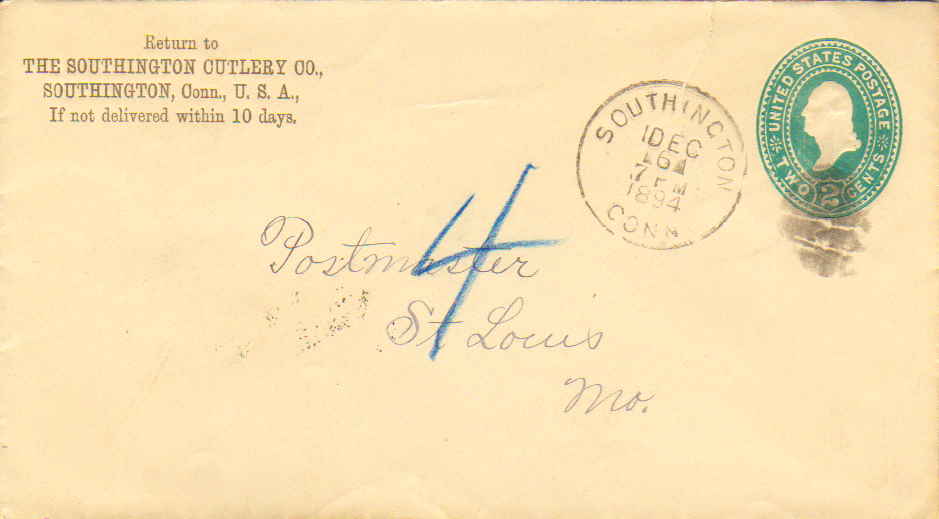 Return to
THE SOUTHINGTON CUTLERY CO.,
SOUTHINGTON, Conn., U. S. A.,
If not delivered within 10 days.
SOUTHINGTON
DEC
6
7 PM
1894
CONN
UNITED STATES POSTAGE
TWO 2 CENTS
4
Postmaster
St Louis
Mo.